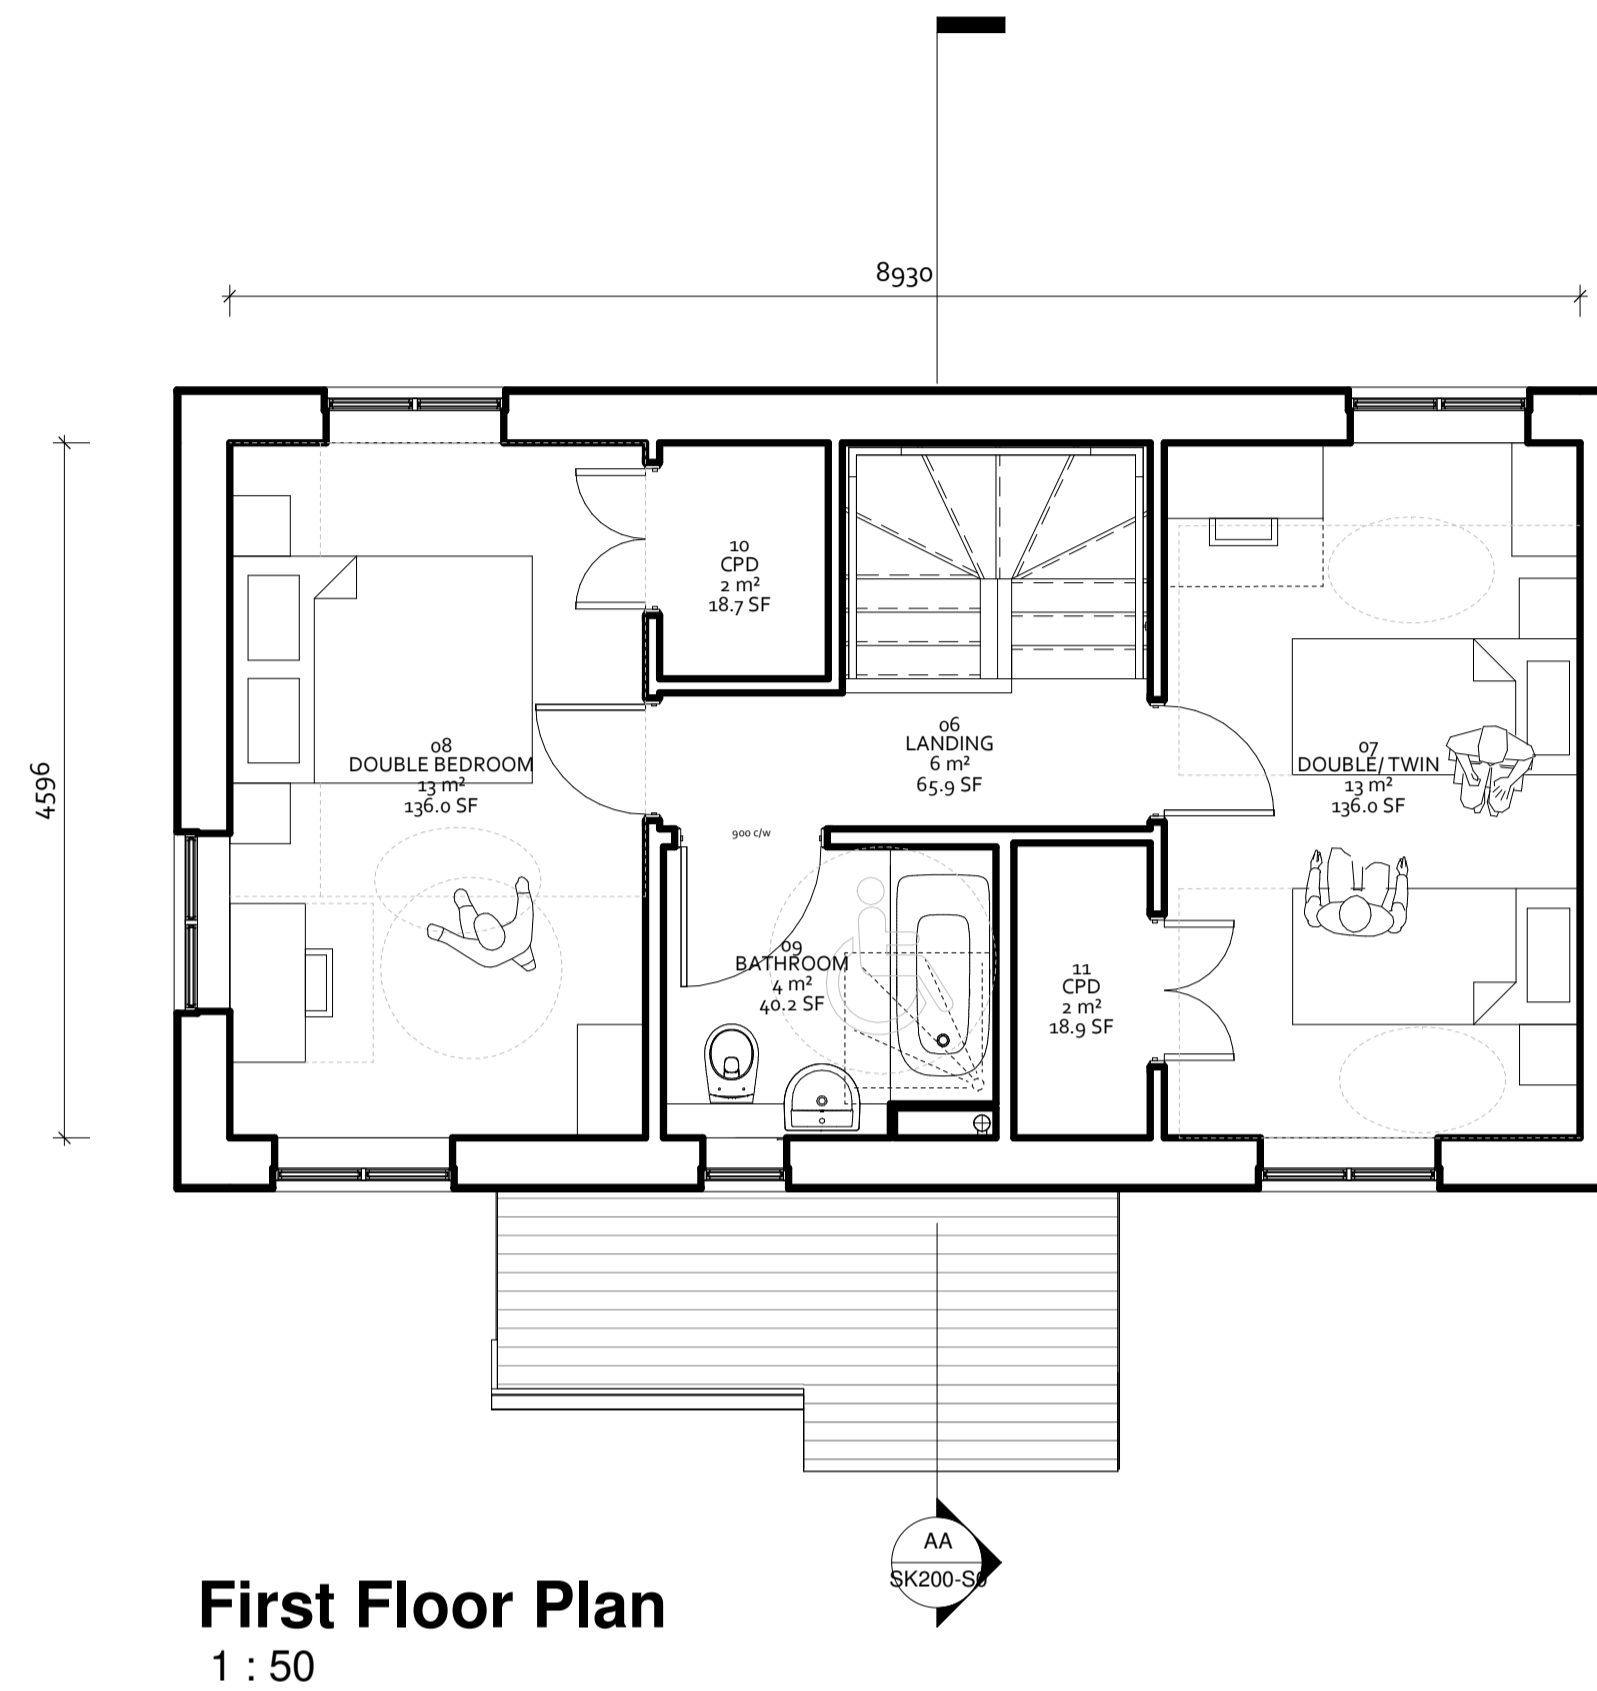 8930
4596
10
CPD
2 m²
18.7 SF
06
LANDING
6 m²
65.9 SF
08
DOUBLE BEDROOM
13 m²
136.0 SF
07
DOUBLE/ TWIN
13 m²
136.0 SF
900 c/w
09
BATHROOM
4 m²
40.2 SF
11
CPD
2 m²
18.9 SF
AA
SK200-S0
First Floor Plan
1 : 50